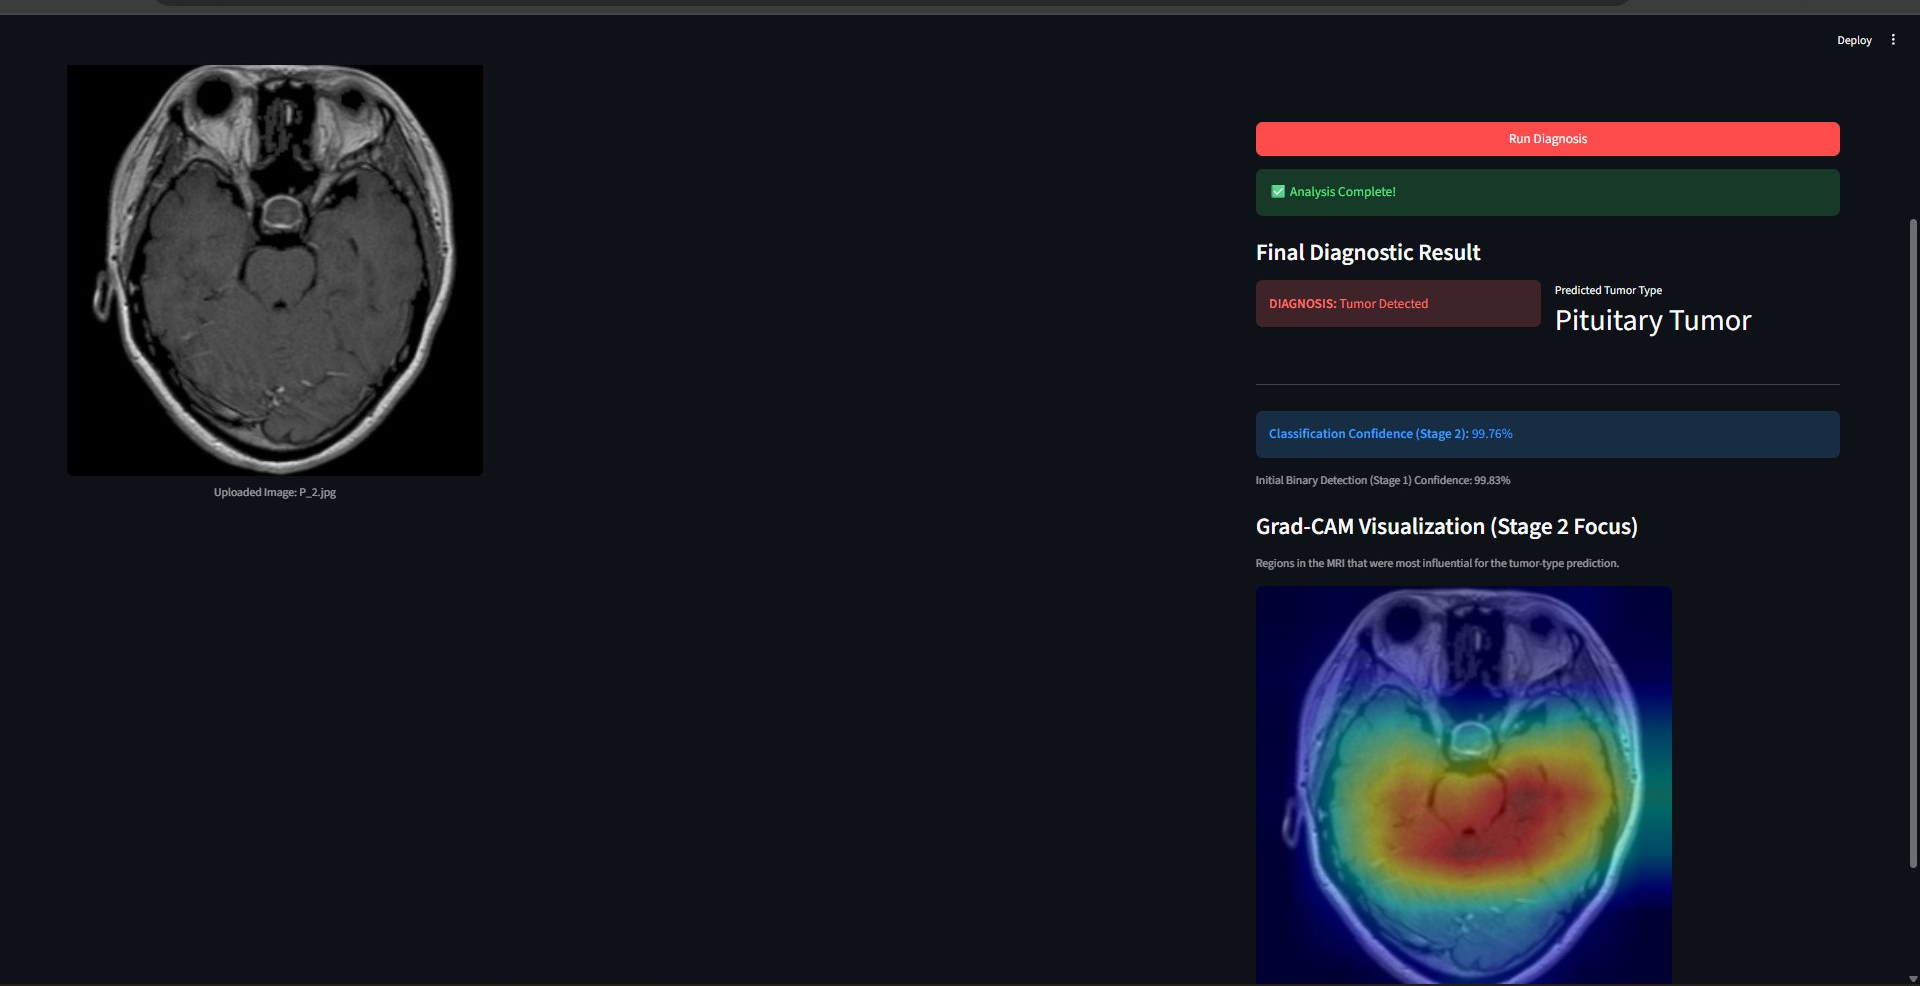 Deploy
Uploaded Image: P_2.jpg
Run Diagnosis
✅ Analysis Complete!
Final Diagnostic Result
DIAGNOSIS: Tumor Detected
Predicted Tumor Type
Pituitary Tumor
Classification Confidence (Stage 2): 99.76%
Initial Binary Detection (Stage 1) Confidence: 99.83%
Grad-CAM Visualization (Stage 2 Focus)
Regions in the MRI that were most influential for the tumor-type prediction.